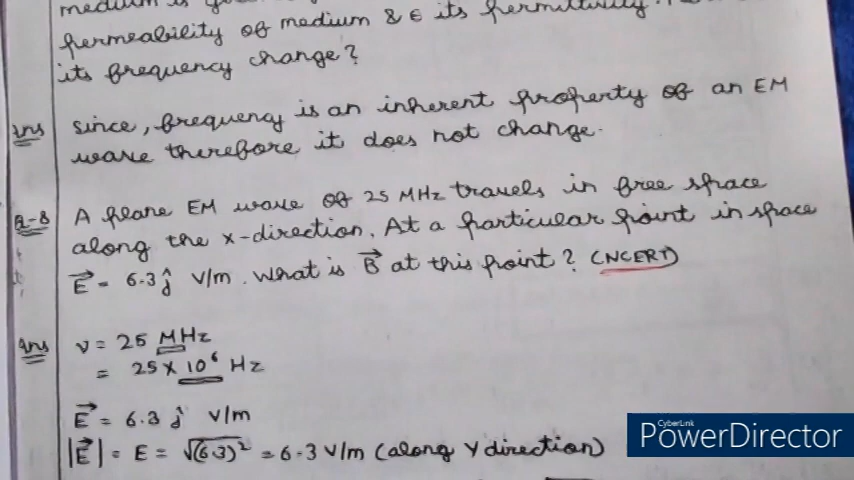 medium is
permeability of medium & ε its permittivity.
its frequency change?
Ans since, frequency is an inherent property of an EM
wave therefore it does not change.
Q-8 A plane EM wave of 25 MHz travels in free space
along the x-direction. At a particular point in space
E⃗ = 6.3 ĵ V/m. What is B⃗ at this point? (NCERT)
Ans ν = 25 MHz
= 25 × 10⁶ Hz
E⃗ = 6.3 ĵ V/m
|E⃗| = E = √(6.3)² = 6.3 V/m (along Y direction)
CyberLink
PowerDirector